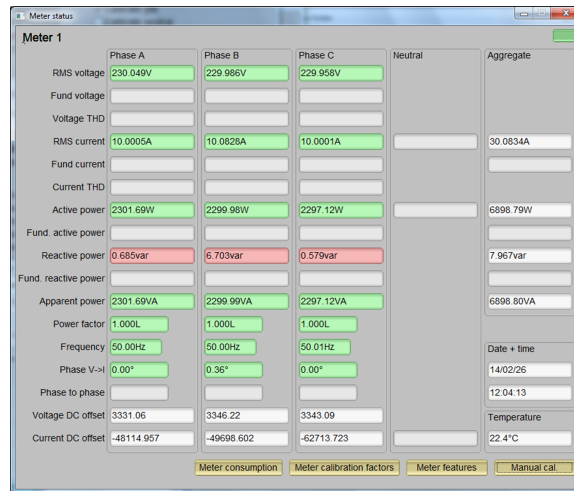 Meter status
Meter 1
Phase A Phase B Phase C Neutral Aggregate
RMS voltage 230.049V 229.986V 229.958V
Fund voltage
Voltage THD
RMS current 10.0005A 10.0828A 10.0001A 30.0834A
Fund current
Current THD
Active power 2301.69W 2299.98W 2297.12W 6898.79W
Fund. active power
Reactive power 0.685var 6.703var 0.579var 7.967var
Fund. reactive power
Apparent power 2301.69VA 2299.99VA 2297.12VA 6898.80VA
Power factor 1.000L 1.000L 1.000L
Frequency 50.00Hz 50.00Hz 50.01Hz Date + time
Phase V->I 0.00° 0.36° 0.00° 14/02/26
Phase to phase 12:04:13
Voltage DC offset 3331.06 3346.22 3343.09 Temperature
Current DC offset -48114.957 -49698.602 -62713.723 22.4°C
Meter consumption Meter calibration factors Meter features Manual cal.